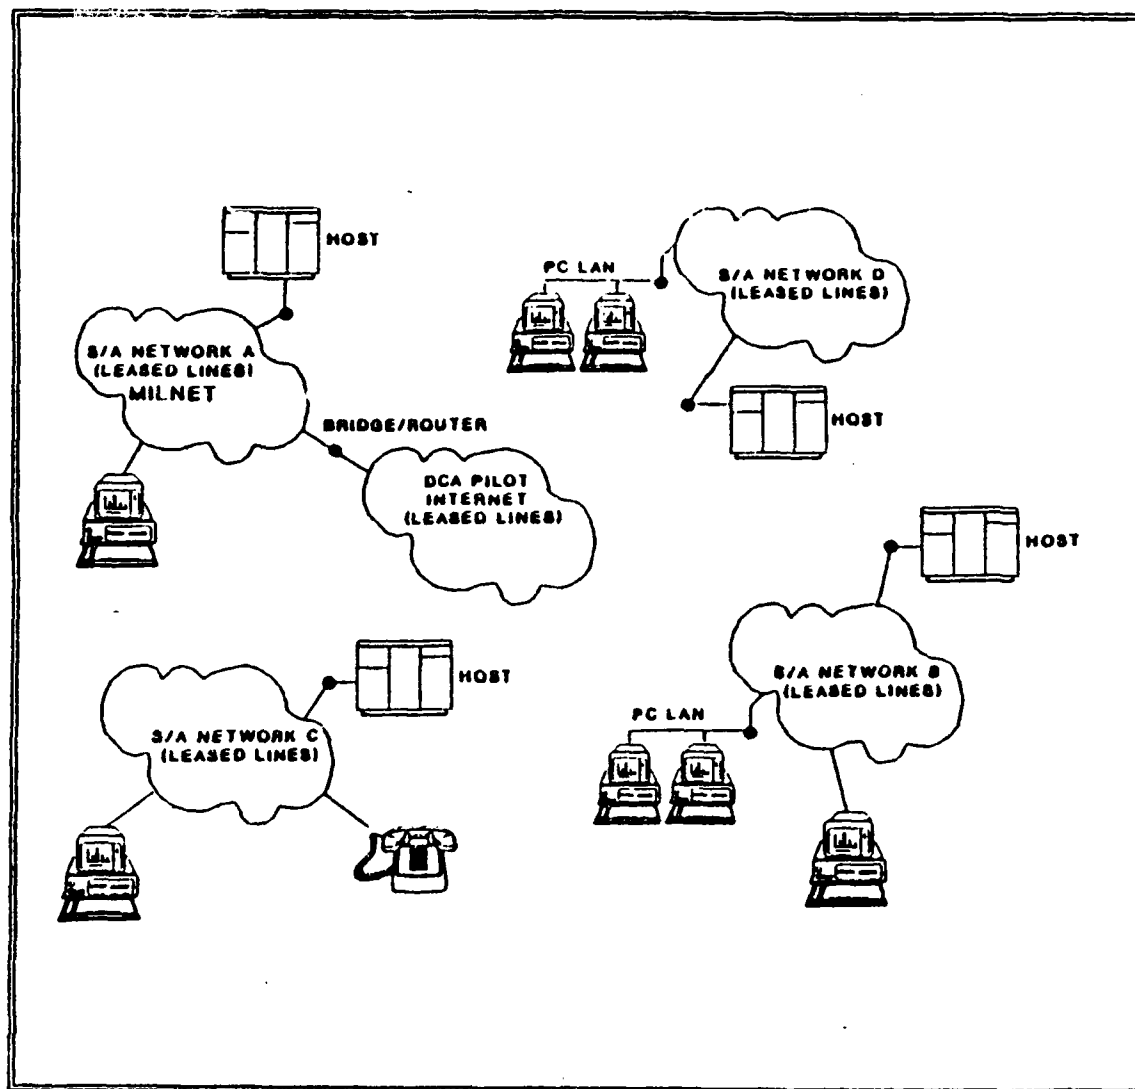 HOST
S/A NETWORK A
(LEASED LINES)
MILNET
BRIDGE/ROUTER
DCA PILOT
INTERNET
(LEASED LINES)
PC LAN
S/A NETWORK D
(LEASED LINES)
HOST
HOST
S/A NETWORK C
(LEASED LINES)
HOST
S/A NETWORK B
(LEASED LINES)
PC LAN